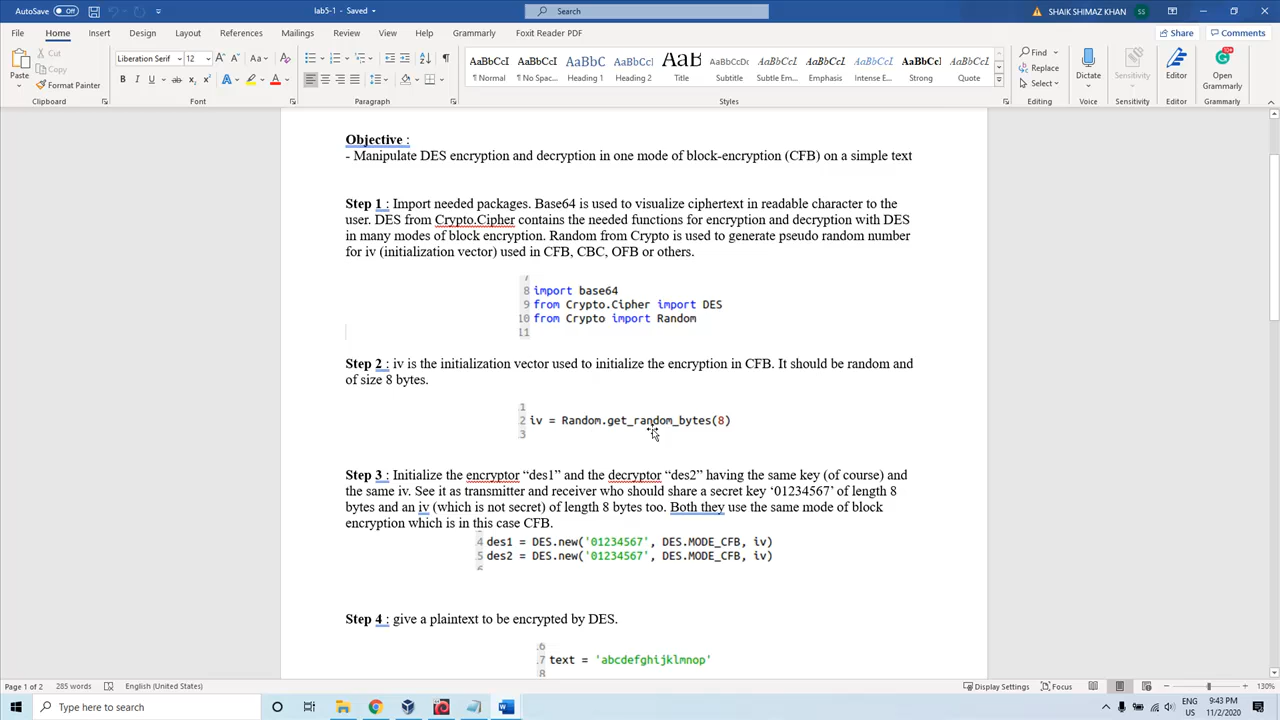 AutoSave Off lab5-1 - Saved Search SHAIK SHIMAZ KHAN SS
File Home Insert Design Layout References Mailings Review View Help Grammarly Foxit Reader PDF Share Comments
Paste Cut Copy Format Painter
Liberation Serif 12
AaBbCcI AaBbCcI AaBbC AaBbCcI AaB AaBbCcD AaBbCcI AaBbCcI AaBbCcI AaBbCcI AaBbCcI
¶ Normal ¶ No Spac... Heading 1 Heading 2 Title Subtitle Subtle Em... Emphasis Intense E... Strong Quote
Find Replace Select Dictate Sensitivity Editor Open Grammarly
Clipboard Font Paragraph Styles Editing Voice Sensitivity Editor Grammarly
Objective :
- Manipulate DES encryption and decryption in one mode of block-encryption (CFB) on a simple text
Step 1 : Import needed packages. Base64 is used to visualize ciphertext in readable character to the
user. DES from Crypto.Cipher contains the needed functions for encryption and decryption with DES
in many modes of block encryption. Random from Crypto is used to generate pseudo random number
for iv (initialization vector) used in CFB, CBC, OFB or others.
7
8 import base64
9 from Crypto.Cipher import DES
10 from Crypto import Random
11
Step 2 : iv is the initialization vector used to initialize the encryption in CFB. It should be random and
of size 8 bytes.
1
2 iv = Random.get_random_bytes(8)
3
Step 3 : Initialize the encryptor “des1” and the decryptor “des2” having the same key (of course) and
the same iv. See it as transmitter and receiver who should share a secret key ‘01234567’ of length 8
bytes and an iv (which is not secret) of length 8 bytes too. Both they use the same mode of block
encryption which is in this case CFB.
4 des1 = DES.new('01234567', DES.MODE_CFB, iv)
5 des2 = DES.new('01234567', DES.MODE_CFB, iv)
6
Step 4 : give a plaintext to be encrypted by DES.
6
7 text = 'abcdefghijklmnop'
8
Page 1 of 2 285 words English (United States) Display Settings Focus 130%
Type here to search ENG US 9:43 PM 11/2/2020